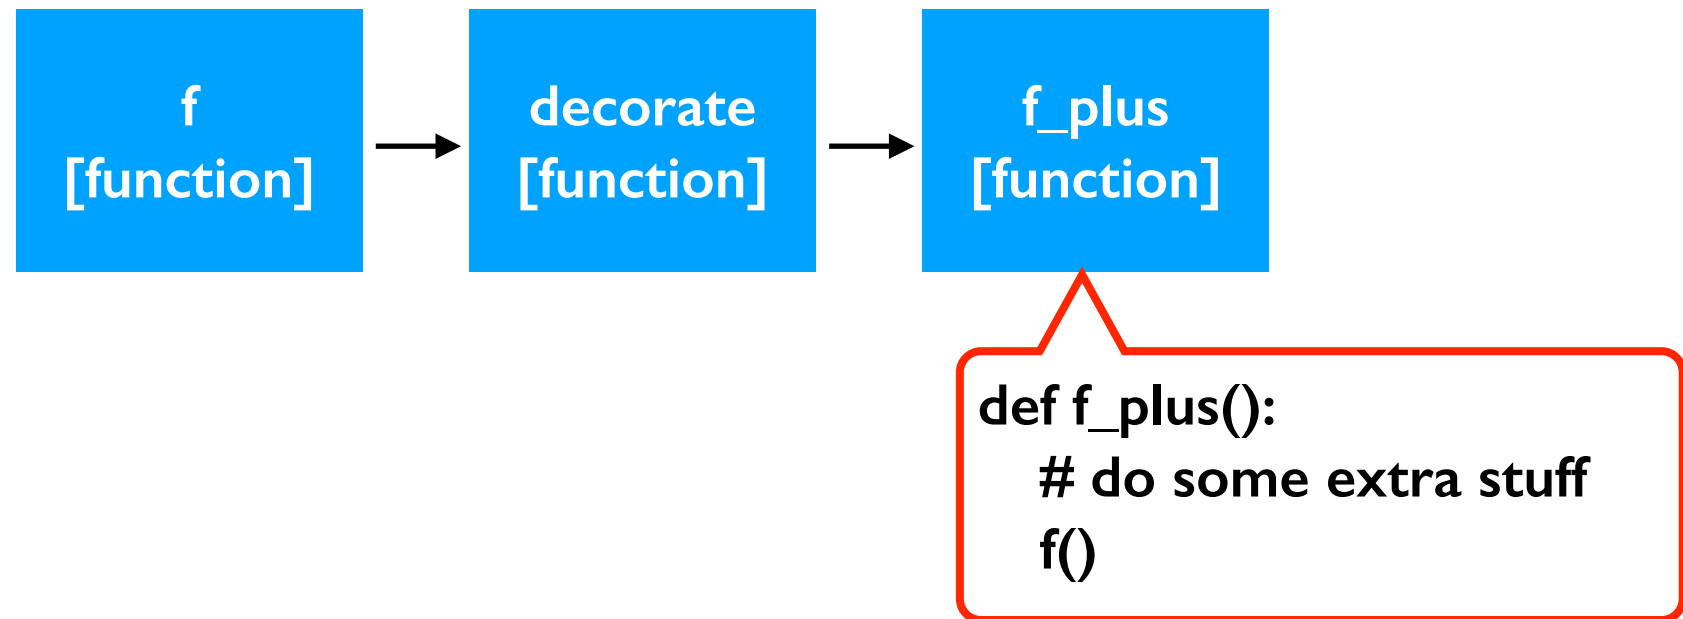 f
[function]
decorate
[function]
f_plus
[function]
def f_plus():
# do some extra stuff
f()